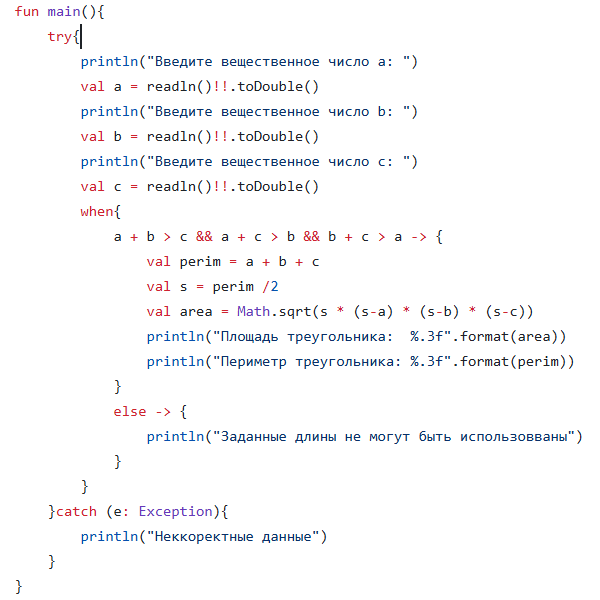 fun main(){
    try{
        println("Введите вещественное число a: ")
        val a = readln()!!.toDouble()
        println("Введите вещественное число b: ")
        val b = readln()!!.toDouble()
        println("Введите вещественное число c: ")
        val c = readln()!!.toDouble()
        when{
            a + b > c && a + c > b && b + c > a -> {
                val perim = a + b + c
                val s = perim /2
                val area = Math.sqrt(s * (s-a) * (s-b) * (s-c))
                println("Площадь треугольника:  %.3f".format(area))
                println("Периметр треугольника: %.3f".format(perim))
            }
            else -> {
                println("Заданные длины не могут быть использовваны")
            }
        }
    }catch (e: Exception){
        println("Неккоректные данные")
    }
}